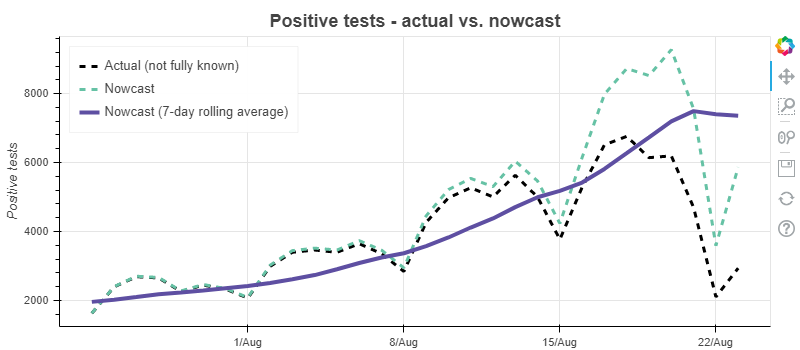 Positive tests - actual vs. nowcast
Actual (not fully known)
Nowcast
Nowcast (7-day rolling average)
Positive tests
8000
6000
4000
2000
1/Aug
8/Aug
15/Aug
22/Aug